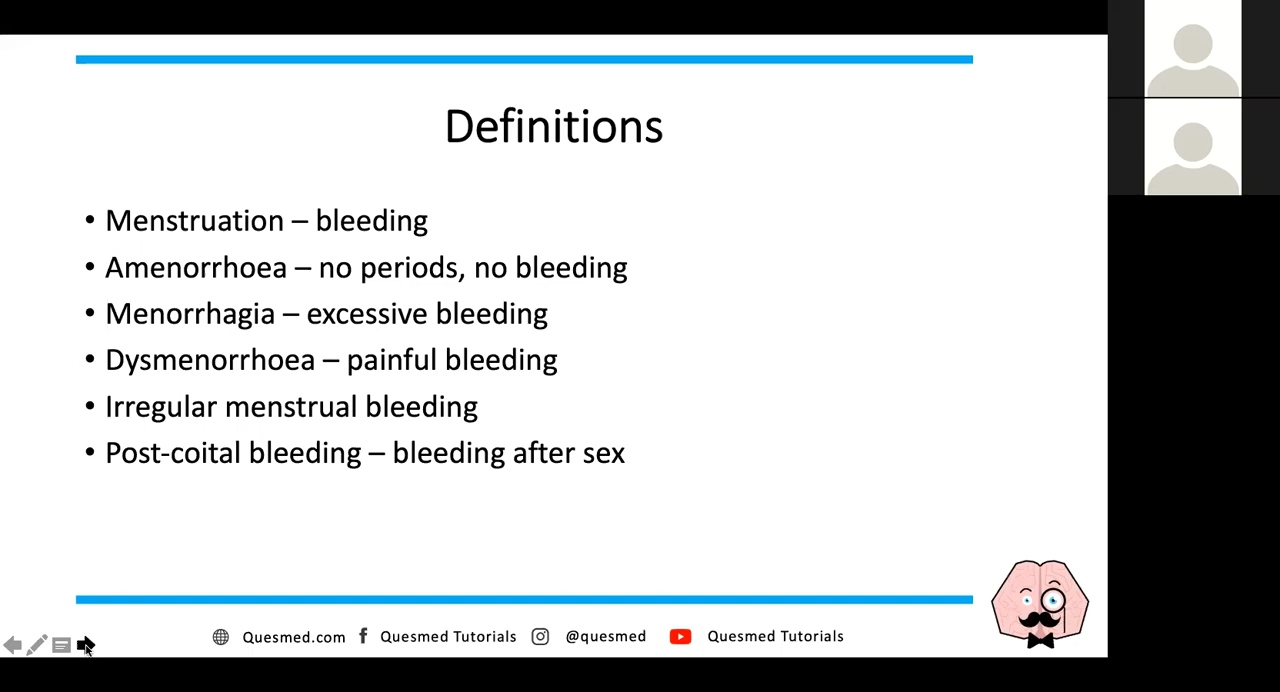 Definitions
• Menstruation – bleeding
• Amenorrhoea – no periods, no bleeding
• Menorrhagia – excessive bleeding
• Dysmenorrhoea – painful bleeding
• Irregular menstrual bleeding
• Post-coital bleeding – bleeding after sex
Quesmed.com Quesmed Tutorials @quesmed Quesmed Tutorials